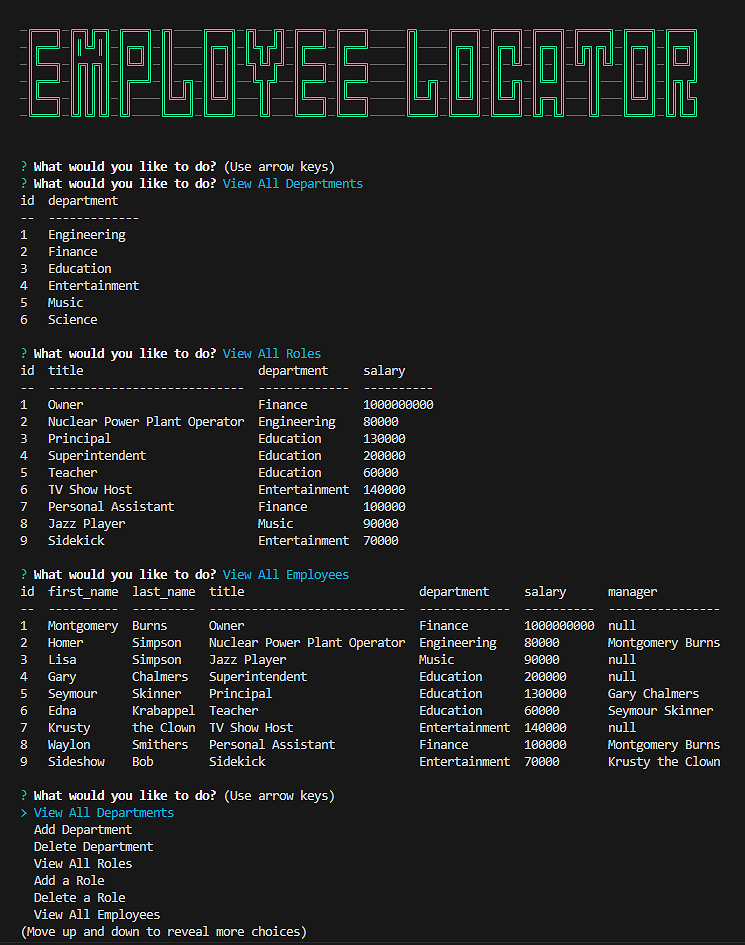 EMPLOYEE LOCATOR
? What would you like to do? (Use arrow keys)
? What would you like to do? View All Departments
id  department
--  -------------
1   Engineering
2   Finance
3   Education
4   Entertainment
5   Music
6   Science
? What would you like to do? View All Roles
id  title                         department     salary
--  ----------------------------  -------------  ----------
1   Owner                         Finance        1000000000
2   Nuclear Power Plant Operator  Engineering    80000
3   Principal                     Education      130000
4   Superintendent                Education      200000
5   Teacher                       Education      60000
6   TV Show Host                  Entertainment  140000
7   Personal Assistant            Finance        100000
8   Jazz Player                   Music          90000
9   Sidekick                      Entertainment  70000
? What would you like to do? View All Employees
id  first_name  last_name  title                         department     salary      manager
--  ----------  ---------  ----------------------------  -------------  ----------  ----------------
1   Montgomery  Burns      Owner                         Finance        1000000000  null
2   Homer       Simpson    Nuclear Power Plant Operator  Engineering    80000       Montgomery Burns
3   Lisa        Simpson    Jazz Player                   Music          90000       null
4   Gary        Chalmers   Superintendent                Education      200000      null
5   Seymour     Skinner    Principal                     Education      130000      Gary Chalmers
6   Edna        Krabappel  Teacher                       Education      60000       Seymour Skinner
7   Krusty      the Clown  TV Show Host                  Entertainment  140000      null
8   Waylon      Smithers   Personal Assistant            Finance        100000      Montgomery Burns
9   Sideshow    Bob        Sidekick                      Entertainment  70000       Krusty the Clown
? What would you like to do? (Use arrow keys)
> View All Departments
  Add Department
  Delete Department
  View All Roles
  Add a Role
  Delete a Role
  View All Employees
(Move up and down to reveal more choices)